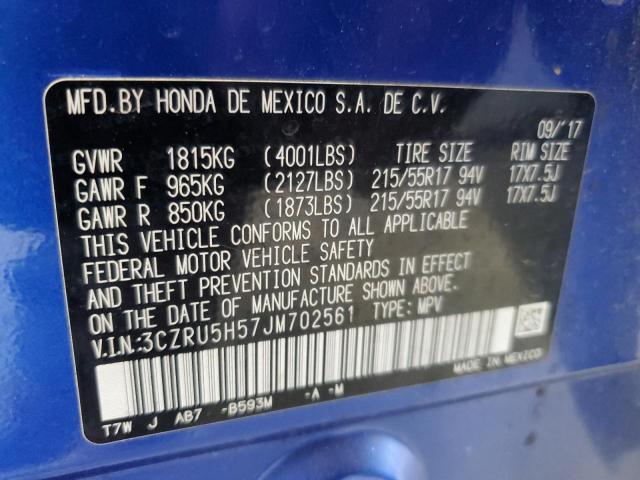 MFD.BY HONDA DE MEXICO S.A. DE C.V.
09/'17
GVWR 1815KG (4001LBS) TIRE SIZE RIM SIZE
GAWR F 965KG (2127LBS) 215/55R17 94V 17X7.5J
GAWR R 850KG (1873LBS) 215/55R17 94V 17X7.5J
THIS VEHICLE CONFORMS TO ALL APPLICABLE
FEDERAL MOTOR VEHICLE SAFETY
AND THEFT PREVENTION STANDARDS IN EFFECT
ON THE DATE OF MANUFACTURE SHOWN ABOVE.
V.I.N.:3CZRU5H57JM702561 TYPE: MPV
MADE IN MEXICO
T7W J AB7 -B593M -A -M